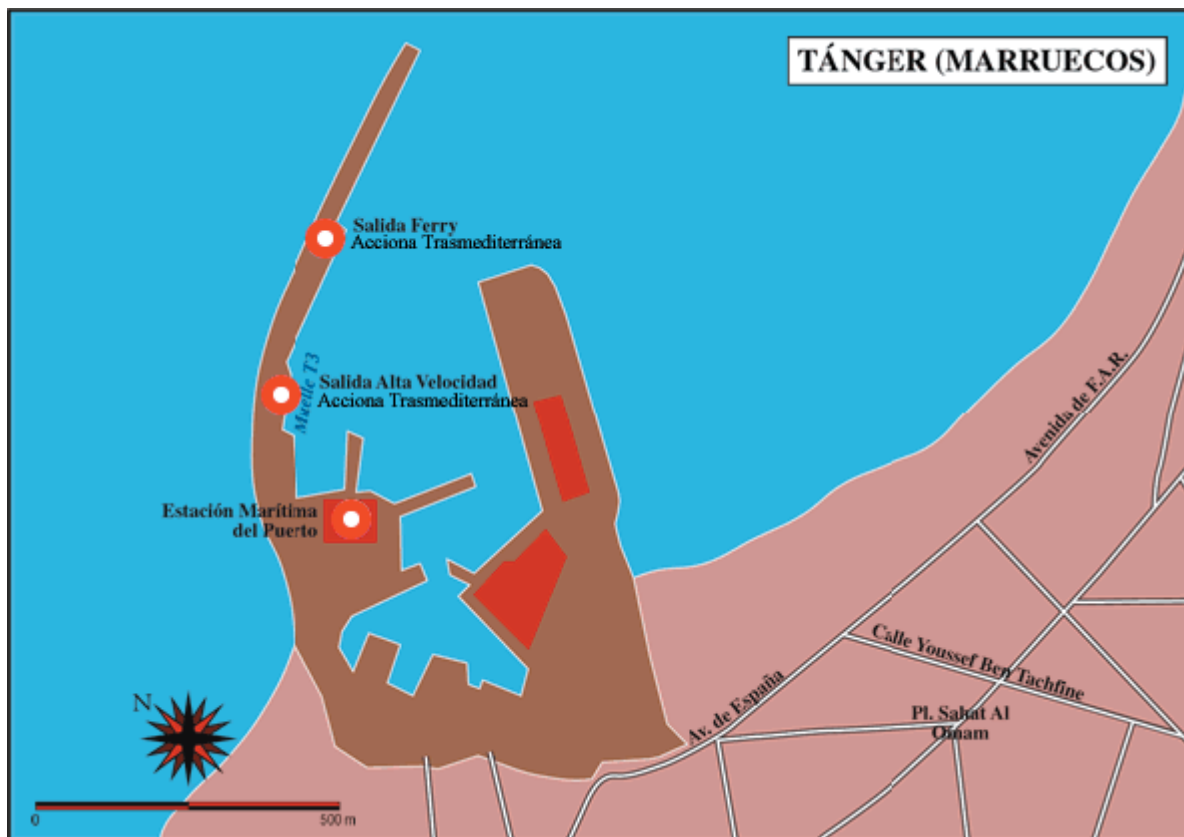 TÁNGER (MARRUECOS)
Salida Ferry
Acciona Trasmediterránea
Salida Alta Velocidad
Acciona Trasmediterránea
Muelle T3
Estación Marítima
del Puerto
Avenida de F.A.R.
Calle Youssef Ben Tachfine
Av. de España
Pl. Sahat Al
Omam
N
0 500 m